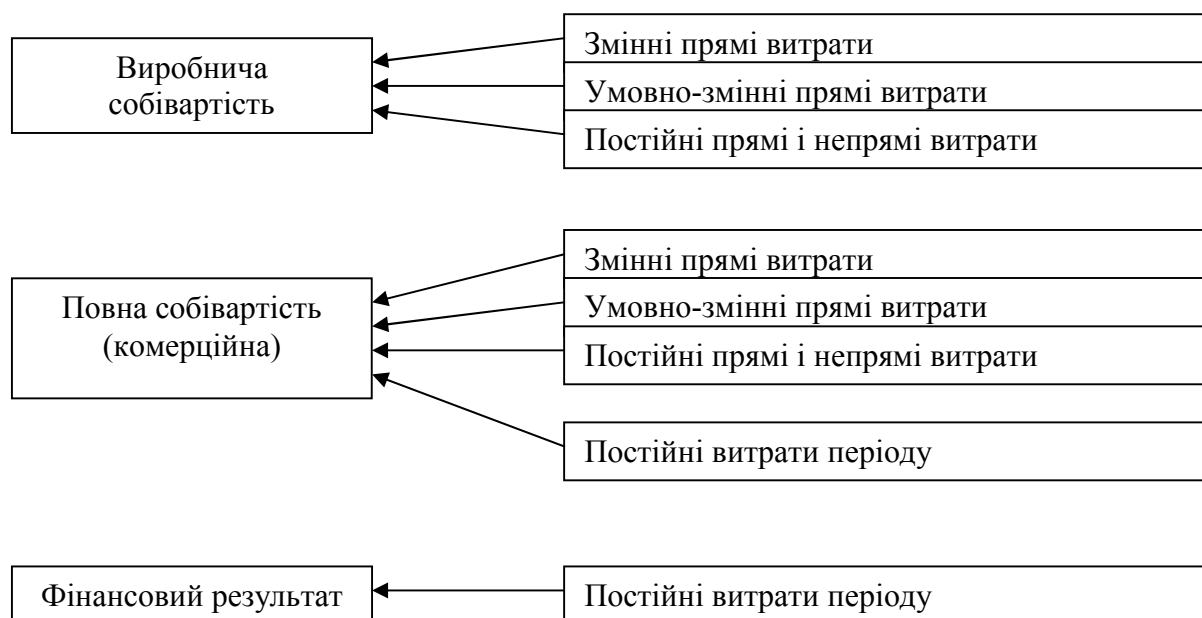 Виробнича
собівартість
Змінні прямі витрати
Умовно-змінні прямі витрати
Постійні прямі і непрямі витрати
Повна собівартість
(комерційна)
Змінні прямі витрати
Умовно-змінні прямі витрати
Постійні прямі і непрямі витрати
Постійні витрати періоду
Фінансовий результат
Постійні витрати періоду